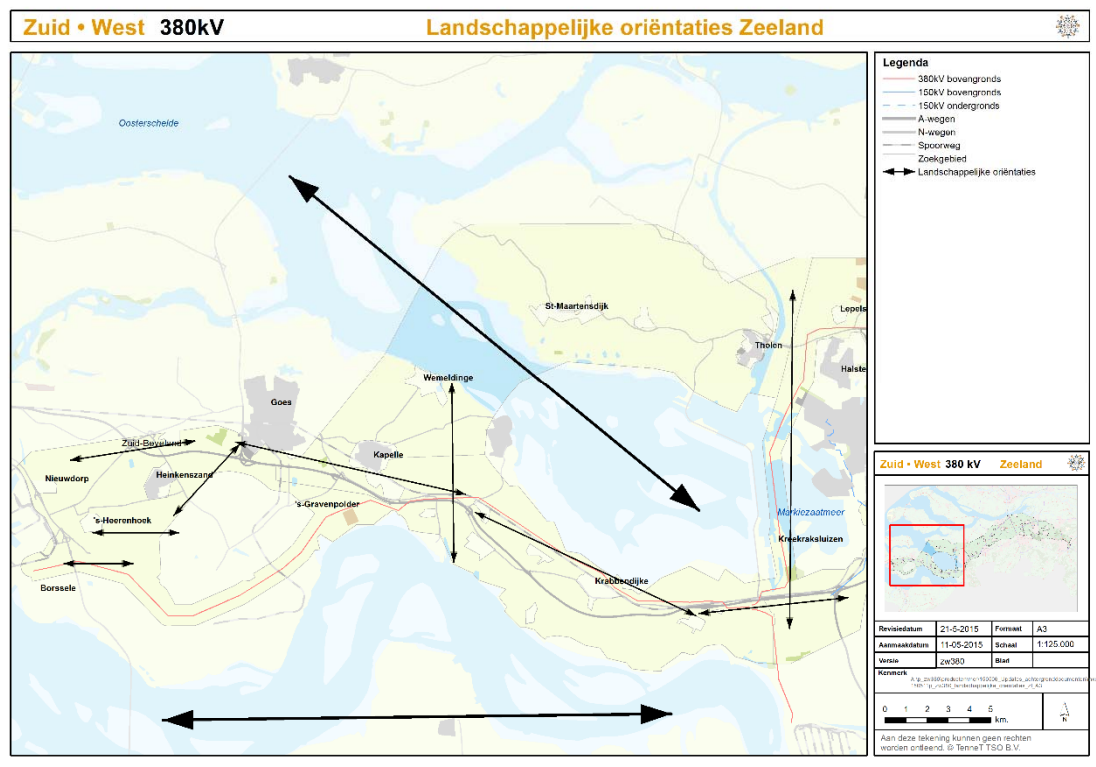 Zuid • West 380kV
Landschappelijke oriëntaties Zeeland
Oosterschelde
St-Maartensdijk
Lepels
Tholen
Halste
Wemeldinge
Goes
Zuid-Beveland
Kapelle
Nieuwdorp
Heinkenszand
's-Gravenpolder
's-Heerenhoek
Markiezaatmeer
Kreekraksluizen
Borssele
Krabbendijke
Legenda
380kV bovengronds
150kV bovengronds
150kV ondergronds
A-wegen
N-wegen
Spoorweg
Zoekgebied
Landschappelijke oriëntaties
Zuid • West 380 kV Zeeland
Revisiedatum 21-5-2015 Formaat A3
Aanmaakdatum 11-05-2015 Schaal 1:125.000
Versie zw380 Blad
Kenmerk
0 1 2 3 4 5
km.
N
Aan deze tekening kunnen geen rechten
worden ontleend. © TenneT TSO B.V.